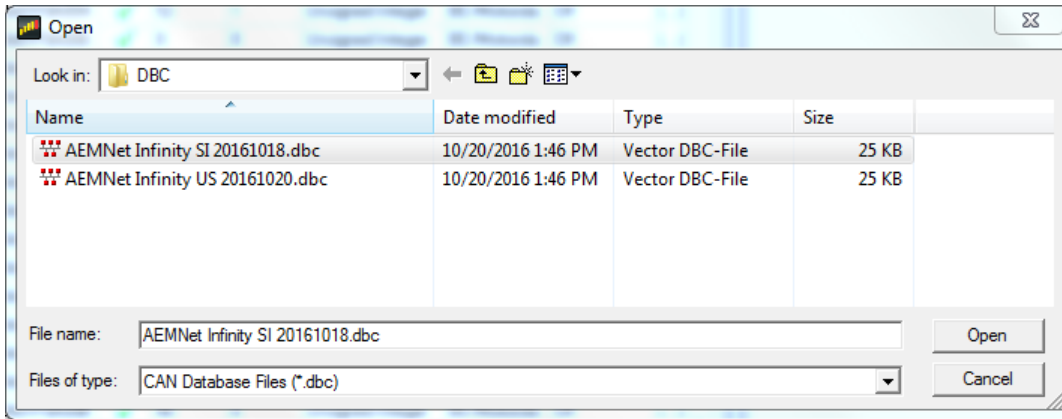 Open
Look in: DBC
Name Date modified Type Size
AEMNet Infinity SI 20161018.dbc 10/20/2016 1:46 PM Vector DBC-File 25 KB
AEMNet Infinity US 20161020.dbc 10/20/2016 1:46 PM Vector DBC-File 25 KB
File name: AEMNet Infinity SI 20161018.dbc Open
Files of type: CAN Database Files (*.dbc) Cancel